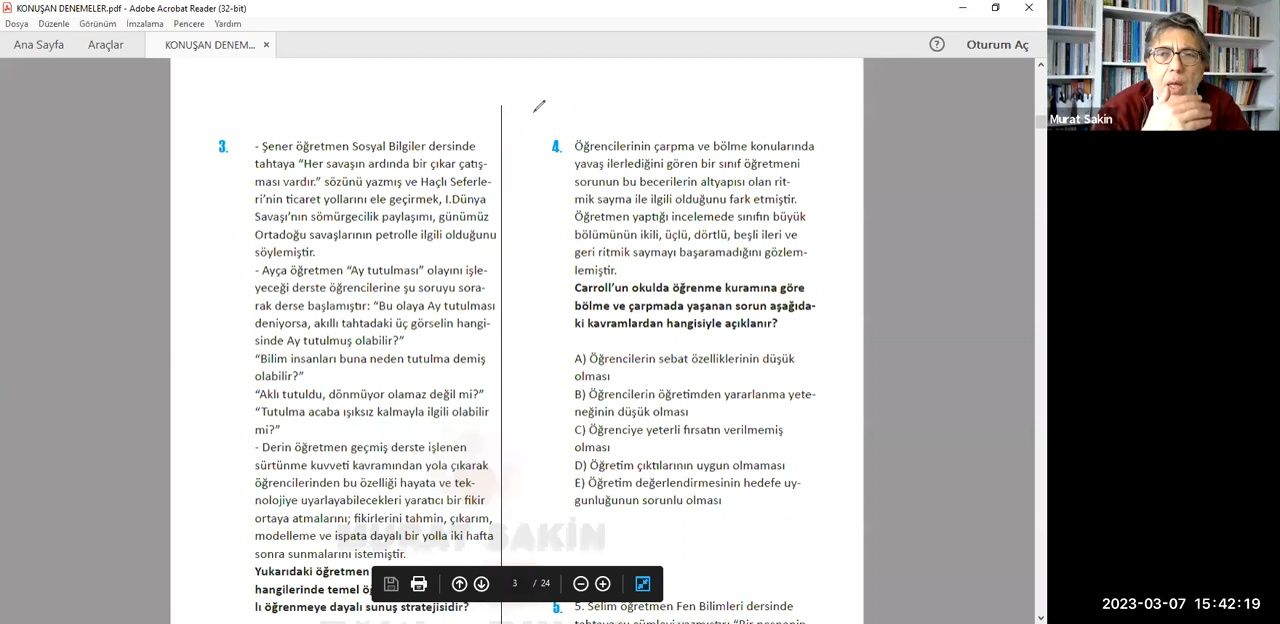 KONUŞAN DENEMELER.pdf - Adobe Acrobat Reader (32-bit)
Dosya Düzenle Görünüm İmzalama Pencere Yardım
Ana Sayfa Araçlar KONUŞAN DENEM... × ? Oturum Aç
Murat Sakin
3. - Şener öğretmen Sosyal Bilgiler dersinde
tahtaya “Her savaşın ardında bir çıkar çatış-
ması vardır.” sözünü yazmış ve Haçlı Seferle-
ri’nin ticaret yollarını ele geçirmek, I.Dünya
Savaşı’nın sömürgecilik paylaşımı, günümüz
Ortadoğu savaşlarının petrolle ilgili olduğunu
söylemiştir.
- Ayça öğretmen “Ay tutulması” olayını işle-
yeceği derste öğrencilerine şu soruyu sora-
rak derse başlamıştır: “Bu olaya Ay tutulması
deniyorsa, akıllı tahtadaki üç görselin hangi-
sinde Ay tutulmuş olabilir?”
“Bilim insanları buna neden tutulma demiş
olabilir?”
“Aklı tutuldu, dönmüyor olamaz değil mi?”
“Tutulma acaba ışıksız kalmayla ilgili olabilir
mi?”
- Derin öğretmen geçmiş derste işlenen
sürtünme kuvveti kavramından yola çıkarak
öğrencilerinden bu özelliği hayata ve tek-
nolojiye uyarlayabilecekleri yaratıcı bir fikir
ortaya atmalarını; fikirlerini tahmin, çıkarım,
modelleme ve ispata dayalı bir yolla iki hafta
sonra sunmalarını istemiştir.
Yukarıdaki öğretmen
hangilerinde temel öğ
lı öğrenmeye dayalı sunuş stratejisidir?
4. Öğrencilerinin çarpma ve bölme konularında
yavaş ilerlediğini gören bir sınıf öğretmeni
sorunun bu becerilerin altyapısı olan rit-
mik sayma ile ilgili olduğunu fark etmiştir.
Öğretmen yaptığı incelemede sınıfın büyük
bölümünün ikili, üçlü, dörtlü, beşli ileri ve
geri ritmik saymayı başaramadığını gözlem-
lemiştir.
Carroll’un okulda öğrenme kuramına göre
bölme ve çarpmada yaşanan sorun aşağıda-
ki kavramlardan hangisiyle açıklanır?
A) Öğrencilerin sebat özelliklerinin düşük
olması
B) Öğrencilerin öğretimden yararlanma yete-
neğinin düşük olması
C) Öğrenciye yeterli fırsatın verilmemiş
olması
D) Öğretim çıktılarının uygun olmaması
E) Öğretim değerlendirmesinin hedefe uy-
gunluğunun sorunlu olması
MURAT SAKİN
3 / 24
5. 5. Selim öğretmen Fen Bilimleri dersinde
tahtaya şu cümleyi yazmıştır: “Bir nesnenin
2023-03-07 15:42:19